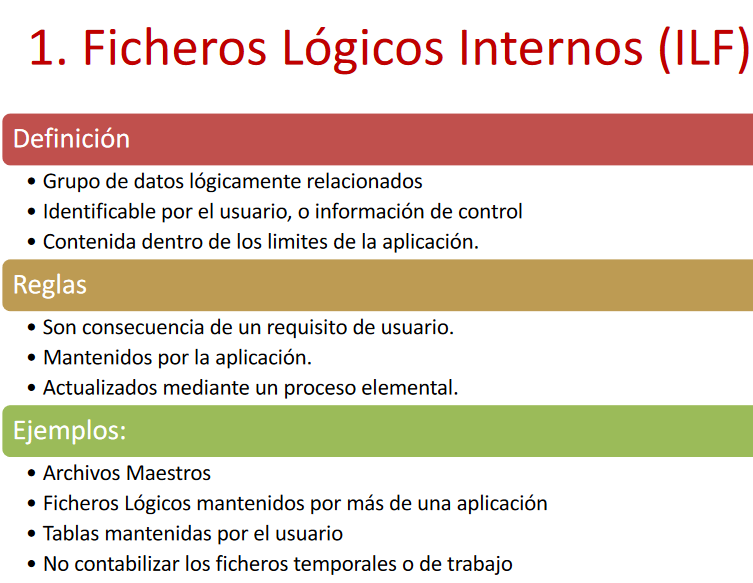 1. Ficheros Lógicos Internos (ILF)
Definición
• Grupo de datos lógicamente relacionados
• Identificable por el usuario, o información de control
• Contenida dentro de los limites de la aplicación.
Reglas
• Son consecuencia de un requisito de usuario.
• Mantenidos por la aplicación.
• Actualizados mediante un proceso elemental.
Ejemplos:
• Archivos Maestros
• Ficheros Lógicos mantenidos por más de una aplicación
• Tablas mantenidas por el usuario
• No contabilizar los ficheros temporales o de trabajo